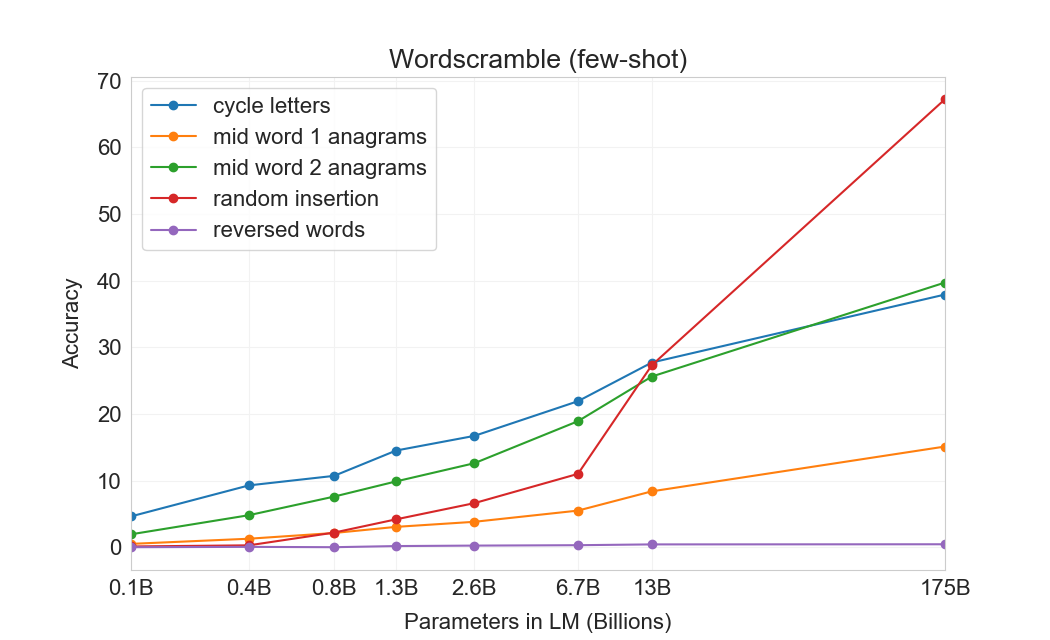 Wordscramble (few-shot)
70
60
50
40
30
20
10
0
Accuracy
cycle letters
mid word 1 anagrams
mid word 2 anagrams
random insertion
reversed words
0.1B 0.4B 0.8B 1.3B 2.6B 6.7B 13B 175B
Parameters in LM (Billions)